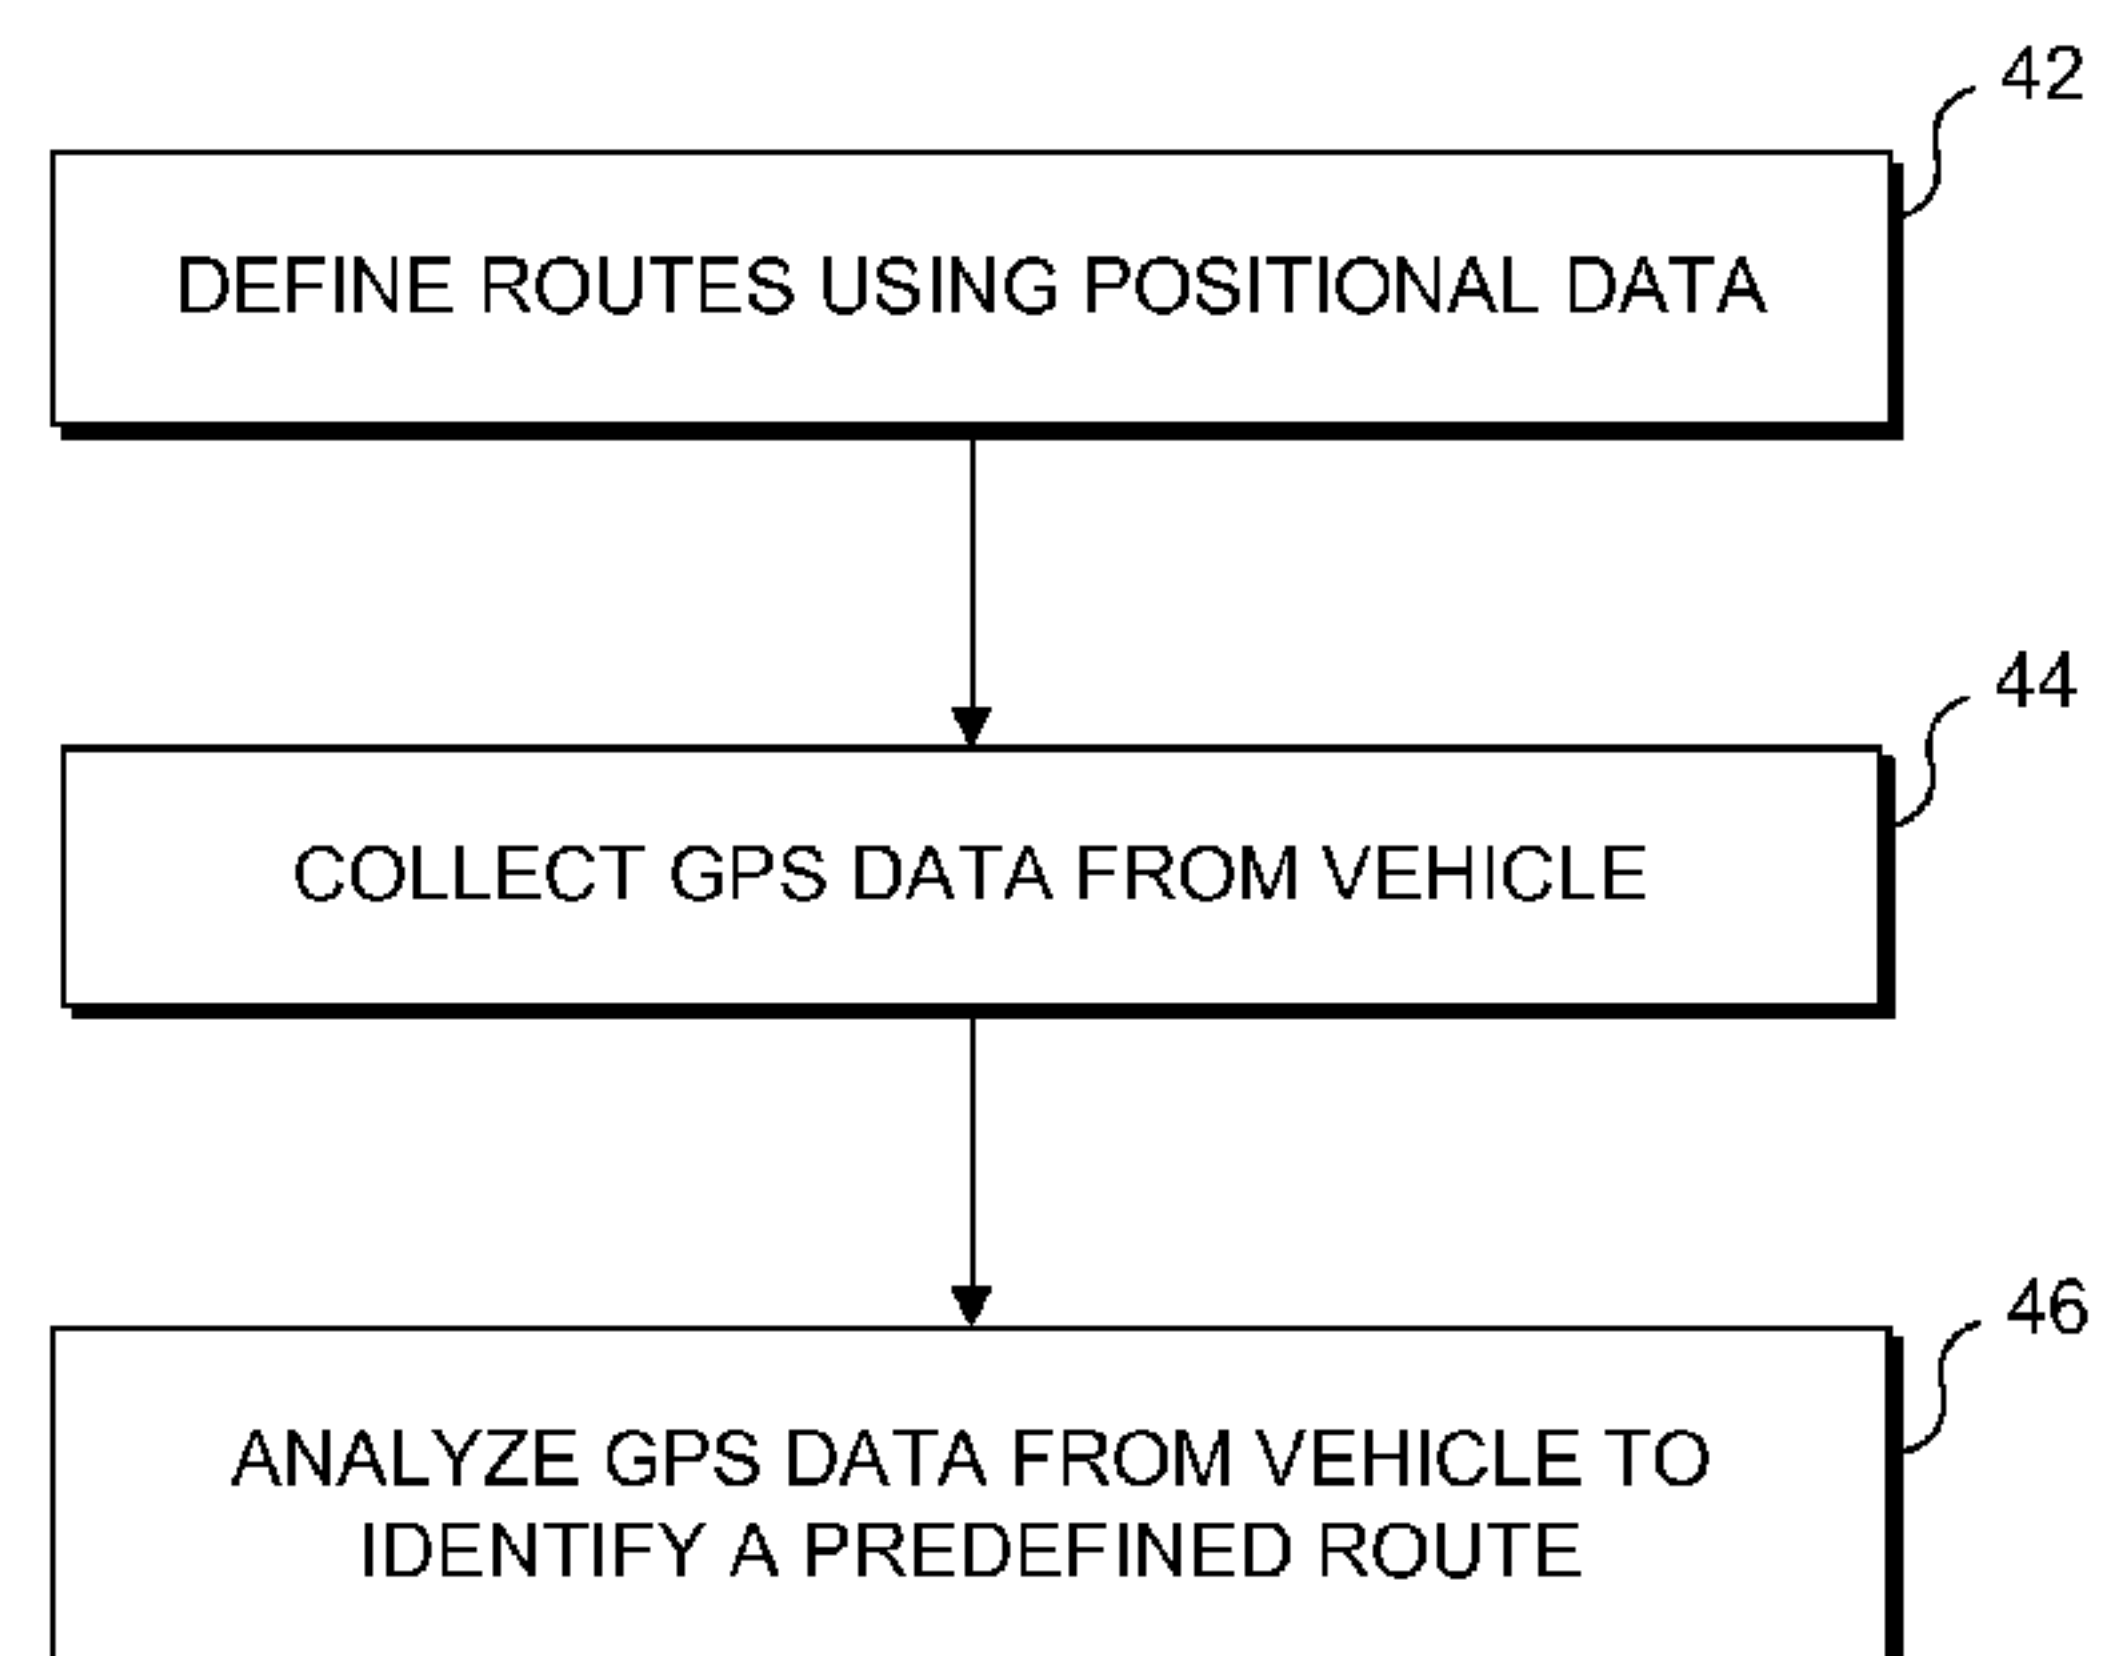 42
DEFINE ROUTES USING POSITIONAL DATA
44
COLLECT GPS DATA FROM VEHICLE
46
ANALYZE GPS DATA FROM VEHICLE TO
IDENTIFY A PREDEFINED ROUTE